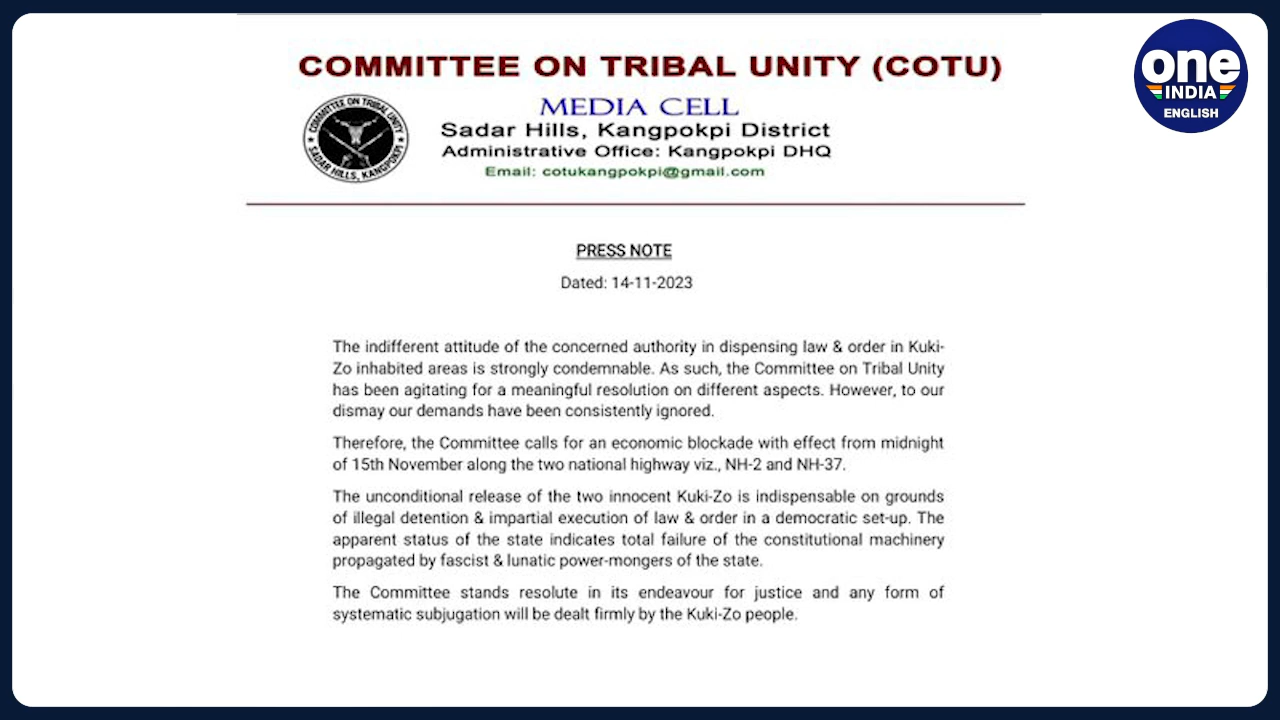 COMMITTEE ON TRIBAL UNITY (COTU)
one
INDIA
ENGLISH
COMMITTEE ON TRIBAL UNITY
SADAR HILLS, KANGPOKPI
MEDIA CELL
Sadar Hills, Kangpokpi District
Administrative Office: Kangpokpi DHQ
Email: cotukangpokpi@gmail.com
PRESS NOTE
Dated: 14-11-2023
The indifferent attitude of the concerned authority in dispensing law & order in Kuki-
Zo inhabited areas is strongly condemnable. As such, the Committee on Tribal Unity
has been agitating for a meaningful resolution on different aspects. However, to our
dismay our demands have been consistently ignored.
Therefore, the Committee calls for an economic blockade with effect from midnight
of 15th November along the two national highway viz., NH-2 and NH-37.
The unconditional release of the two innocent Kuki-Zo is indispensable on grounds
of illegal detention & impartial execution of law & order in a democratic set-up. The
apparent status of the state indicates total failure of the constitutional machinery
propagated by fascist & lunatic power-mongers of the state.
The Committee stands resolute in its endeavour for justice and any form of
systematic subjugation will be dealt firmly by the Kuki-Zo people.